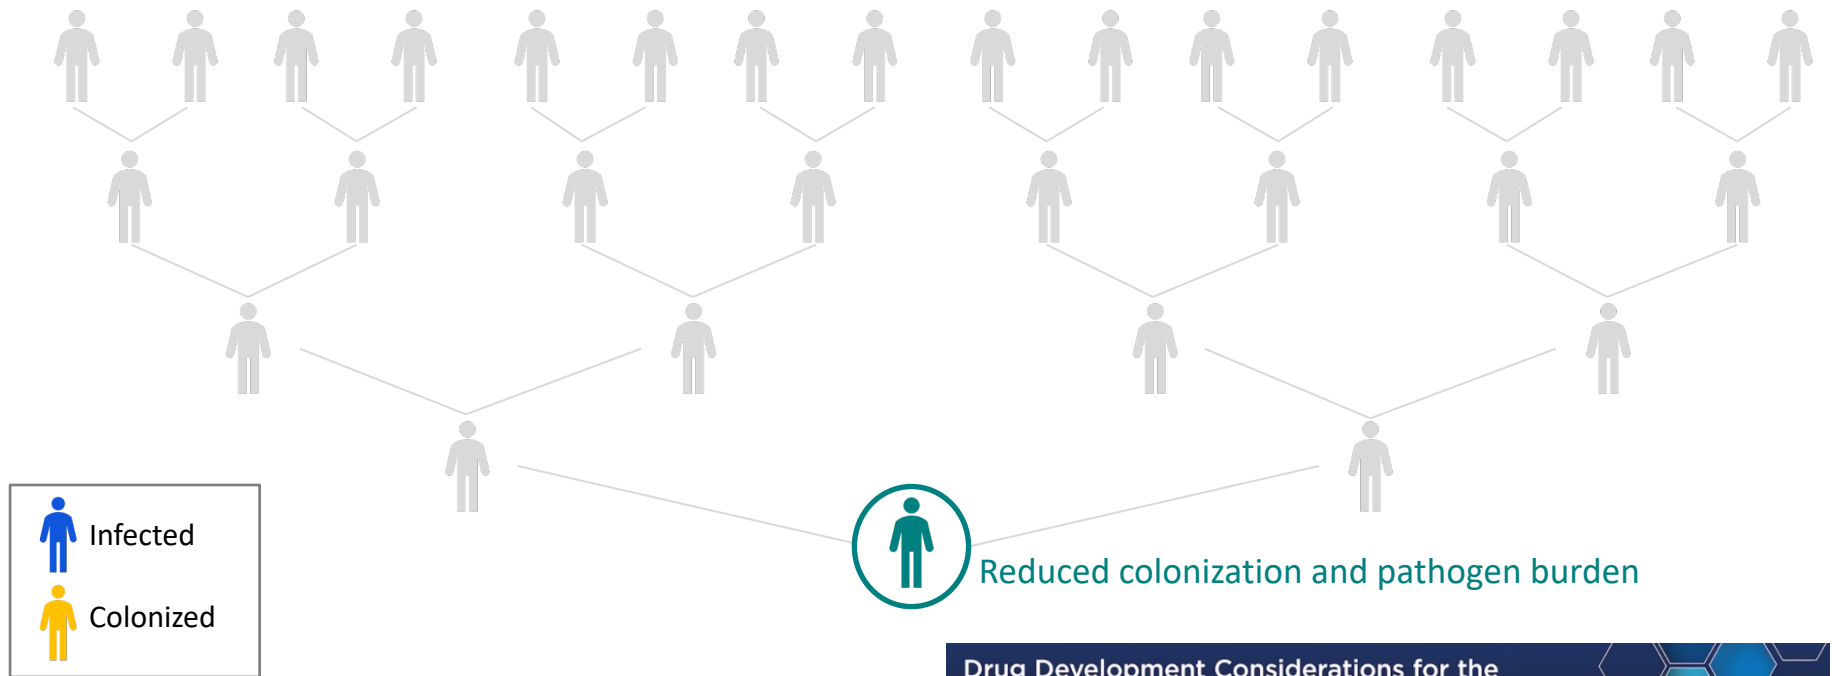 Infected
Colonized
Reduced colonization and pathogen burden
Drug Development Considerations for the